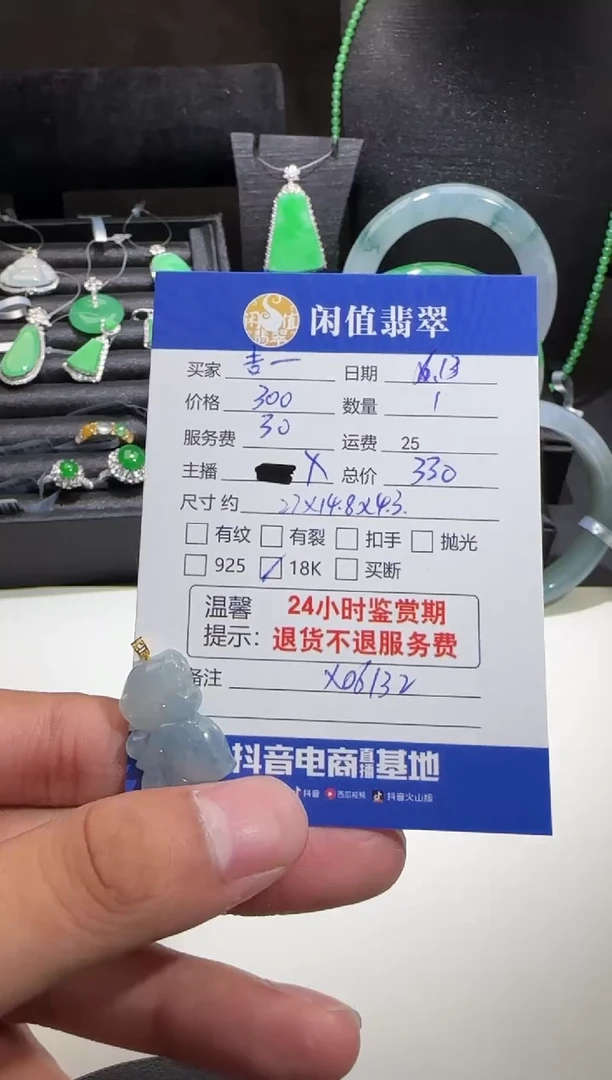 闲值翡翠
买家 吉一 日期 6.13
价格 300 数量 1
服务费 30 运费 25
主播 X 总价 330
尺寸约 27X14.8X4.3
有纹 有裂 扣手 抛光
925 18K 买断
温馨提示: 24小时鉴赏期
退货不退服务费
备注 X06132
抖音电商直播基地
抖音 西瓜视频 抖音火山版